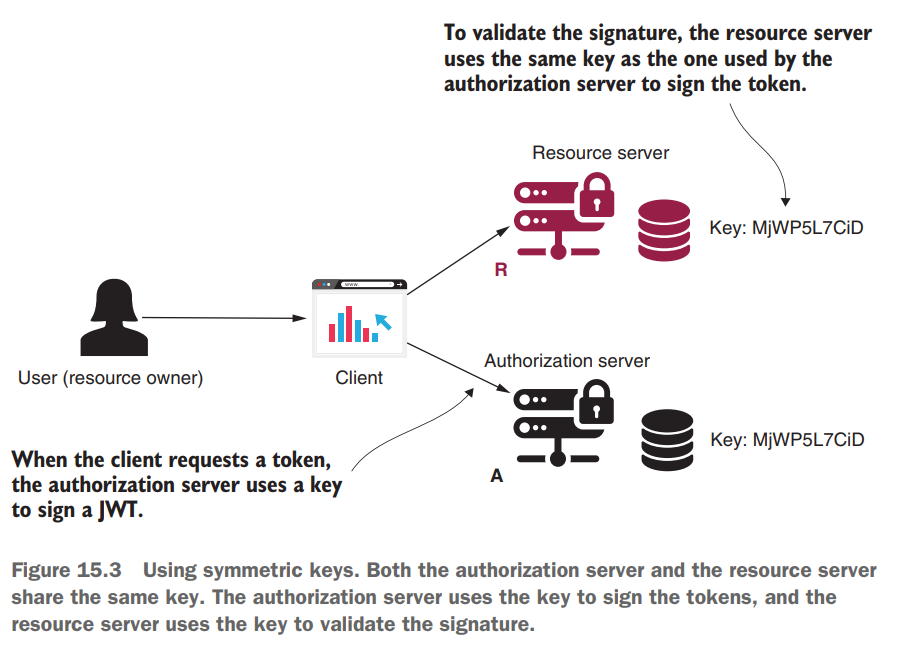 To validate the signature, the resource server
uses the same key as the one used by the
authorization server to sign the token.
Resource server
Key: MjWP5L7CiD
R
www.
User (resource owner)
Client
Authorization server
Key: MjWP5L7CiD
A
When the client requests a token,
the authorization server uses a key
to sign a JWT.
Figure 15.3 Using symmetric keys. Both the authorization server and the resource server
share the same key. The authorization server uses the key to sign the tokens, and the
resource server uses the key to validate the signature.